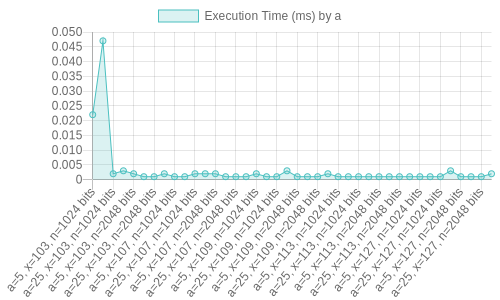 Execution Time (ms) by a
0.050
0.045
0.040
0.035
0.030
0.025
0.020
0.015
0.010
0.005
0
a=5, x=103, n=1024 bits
a=25, x=103, n=1024 bits
a=5, x=103, n=2048 bits
a=25, x=103, n=2048 bits
a=5, x=107, n=1024 bits
a=25, x=107, n=1024 bits
a=5, x=107, n=2048 bits
a=25, x=107, n=2048 bits
a=5, x=109, n=1024 bits
a=25, x=109, n=1024 bits
a=5, x=109, n=2048 bits
a=25, x=109, n=2048 bits
a=5, x=113, n=1024 bits
a=25, x=113, n=1024 bits
a=5, x=113, n=2048 bits
a=25, x=113, n=2048 bits
a=5, x=127, n=1024 bits
a=25, x=127, n=1024 bits
a=5, x=127, n=2048 bits
a=25, x=127, n=2048 bits